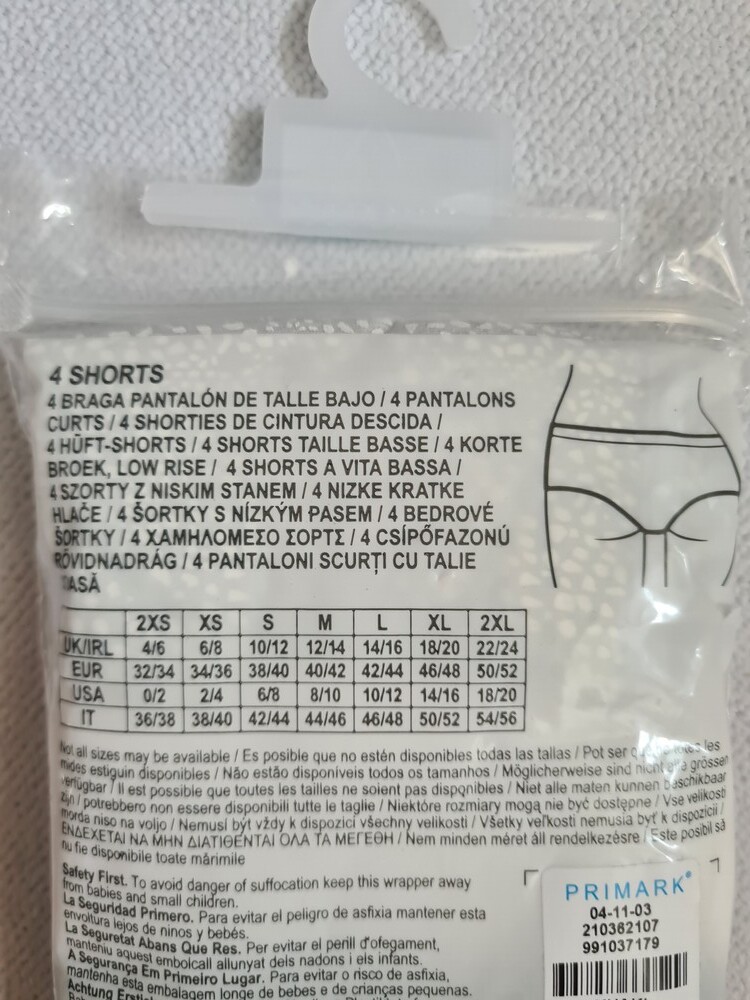 4 SHORTS
4 BRAGA PANTALÓN DE TALLE BAJO / 4 PANTALONS
CURTS / 4 SHORTIES DE CINTURA DESCIDA /
4 HÜFT-SHORTS / 4 SHORTS TAILLE BASSE / 4 KORTE
BROEK, LOW RISE / 4 SHORTS A VITA BASSA /
4 SZORTY Z NISKIM STANEM / 4 NIZKE KRATKE
HLAČE / 4 ŠORTKY S NÍZKÝM PASEM / 4 BEDROVÉ
ŠORTKY / 4 ΧΑΜΗΛΟΜΕΣΟ ΣΟΡΤΣ / 4 CSÍPŐFAZONÚ
RÖVIDNADRÁG / 4 PANTALONI SCURȚI CU TALIE
2XS XS S M L XL 2XL
UK/IRL 4/6 6/8 10/12 12/14 14/16 18/20 22/24
EUR 32/34 34/36 38/40 40/42 42/44 46/48 50/52
USA 0/2 2/4 6/8 8/10 10/12 14/16 18/20
IT 36/38 38/40 42/44 44/46 46/48 50/52 54/56
Not all sizes may be available / Es posible que no estén disponibles todas las tallas / Pot ser les
mides estiguin disponibles / Não estão disponíveis todos os tamanhos / Möglicherweise sind nicht grössen
verfügbar / Il est possible que toutes les tailles ne soient pas disponibles / Niet alle maten kunnen beschikbaar
zijn / potrebbero non essere disponibili tutte le taglie / Niektóre rozmiary mogą nie być dostępne / Vse velikosti
morda niso na voljo / Nemusí být vždy k dispozici všechny velikosti / Všetky veľkosti nemusia byť k dispozícii /
ΕΝΔΕΧΕΤΑΙ ΝΑ ΜΗΝ ΔΙΑΤΙΘΕΝΤΑΙ ΟΛΑ ΤΑ ΜΕΓΕΘΗ / Nem minden méret áll rendelkezésre / Este posibil să
nu fie disponibile toate mărimile
Safety First. To avoid danger of suffocation keep this wrapper away
from babies and small children.
La Seguridad Primero. Para evitar el peligro de asfixia mantener esta
envoltura lejos de ninos y bebés.
La Seguretat Abans Que Res. Per evitar el perill d'ofegament,
manteniu aquest embolcall allunyat dels nadons i els infants.
A Segurança Em Primeiro Lugar. Para evitar o risco de asfixia,
mantenha esta embalagem longe de bebes e de crianças pequenas.
Achtung
PRIMARK®
04-11-03
210362107
991037179